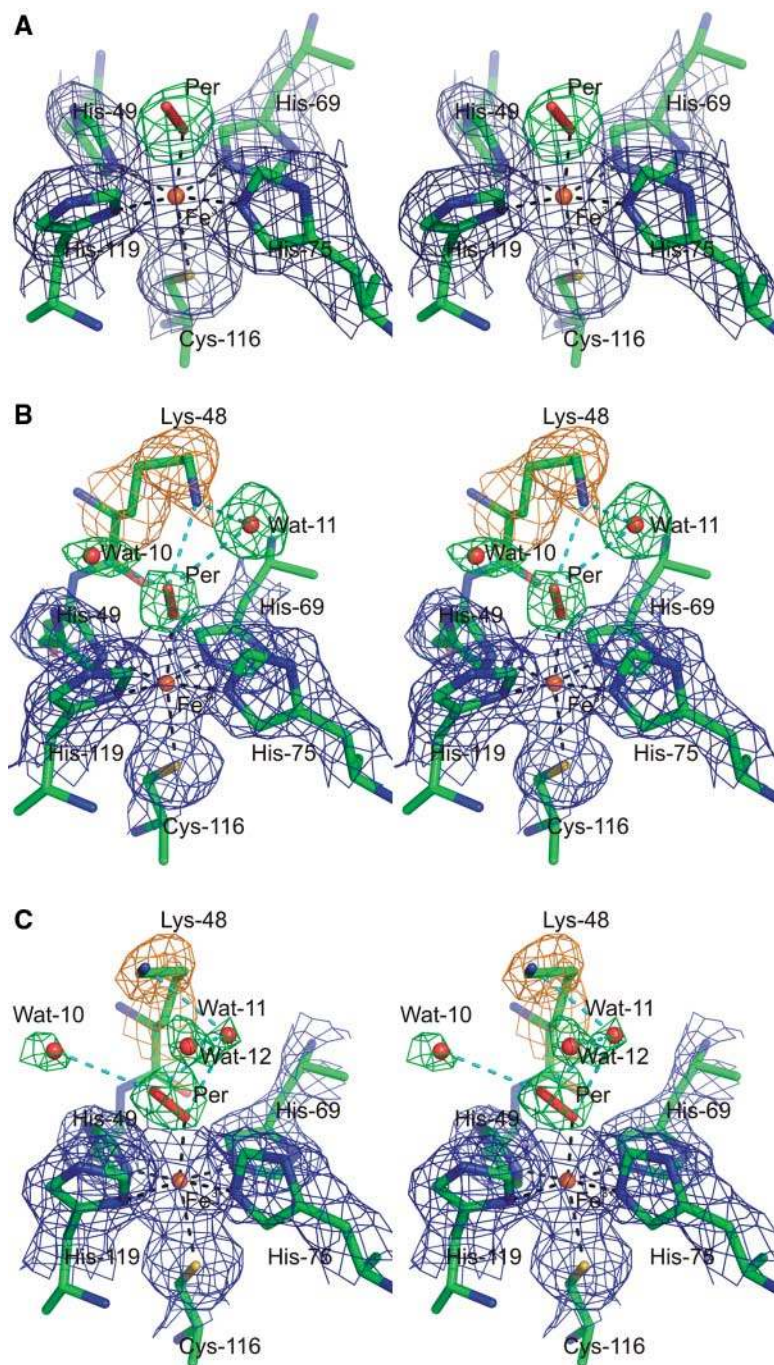 A
Per Per
His-49 His-69 His-49 His-69
Fe Fe
His-119 His-75 His-119 His-75
Cys-116 Cys-116
B
Lys-48 Lys-48
Wat-11 Wat-11
Wat-10 Wat-10
Per Per
His-49 His-69 His-49 His-69
Fe Fe
His-119 His-75 His-119 His-75
Cys-116 Cys-116
C
Lys-48 Lys-48
Wat-10 Wat-11 Wat-10 Wat-11
Wat-12 Wat-12
Per Per
His-49 His-69 His-49 His-69
Fe Fe
His-119 His-75 His-119 His-75
Cys-116 Cys-116